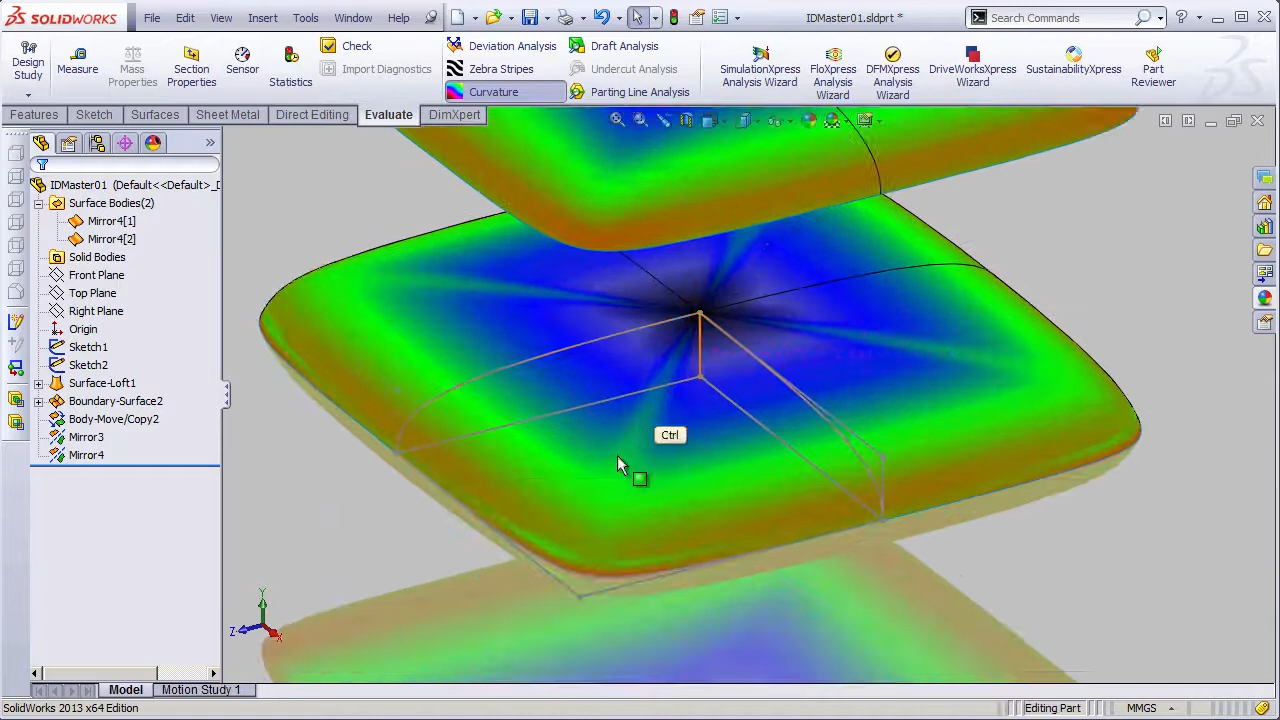 SOLIDWORKS File Edit View Insert Tools Window Help IDMaster01.sldprt * Search Commands
Design Study
Measure
Mass Properties
Section Properties
Sensor
Statistics
Check
Import Diagnostics
Deviation Analysis
Zebra Stripes
Curvature
Draft Analysis
Undercut Analysis
Parting Line Analysis
SimulationXpress Analysis Wizard
FloXpress Analysis Wizard
DFMXpress Analysis Wizard
DriveWorksXpress Wizard
SustainabilityXpress
Part Reviewer
Features Sketch Surfaces Sheet Metal Direct Editing Evaluate DimXpert
IDMaster01 (Default<<Default>_D
Surface Bodies(2)
Mirror4[1]
Mirror4[2]
Solid Bodies
Front Plane
Top Plane
Right Plane
Origin
Sketch1
Sketch2
Surface-Loft1
Boundary-Surface2
Body-Move/Copy2
Mirror3
Mirror4
Ctrl
Y
Z
X
Model Motion Study 1
SolidWorks 2013 x64 Edition Editing Part MMGS